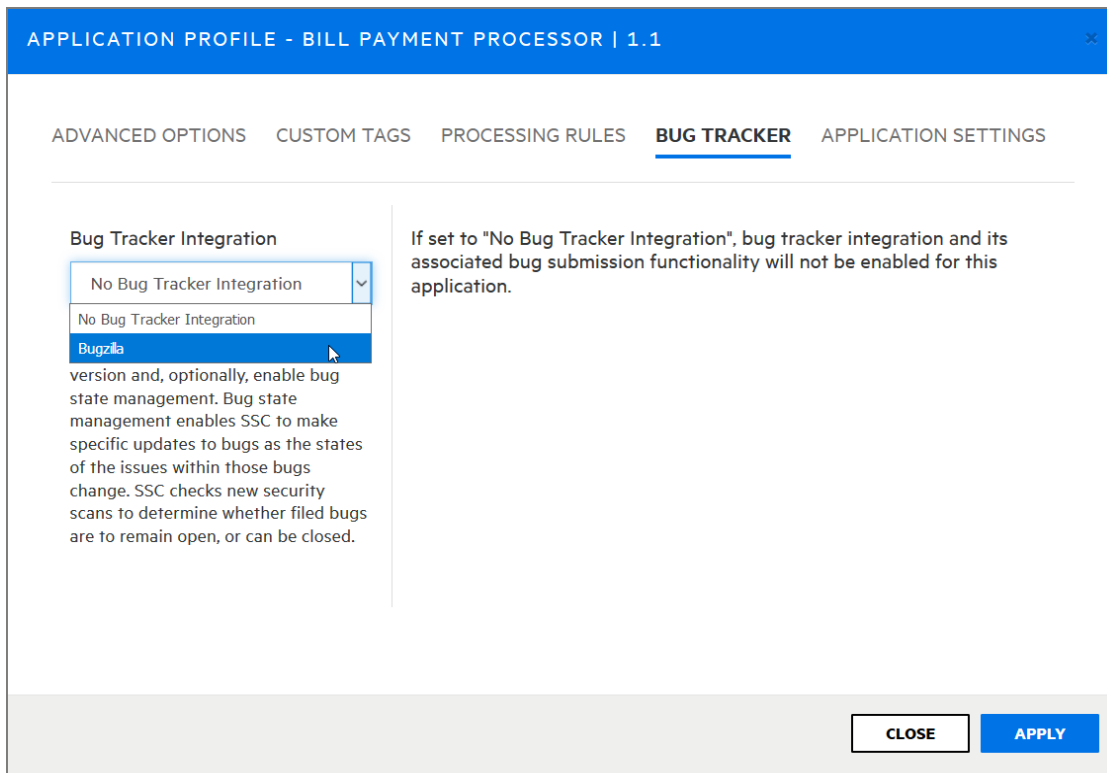 APPLICATION PROFILE - BILL PAYMENT PROCESSOR | 1.1
ADVANCED OPTIONS CUSTOM TAGS PROCESSING RULES BUG TRACKER APPLICATION SETTINGS
Bug Tracker Integration
No Bug Tracker Integration
No Bug Tracker Integration
Bugzilla
version and, optionally, enable bug
state management. Bug state
management enables SSC to make
specific updates to bugs as the states
of the issues within those bugs
change. SSC checks new security
scans to determine whether filed bugs
are to remain open, or can be closed.
If set to "No Bug Tracker Integration", bug tracker integration and its
associated bug submission functionality will not be enabled for this
application.
CLOSE APPLY